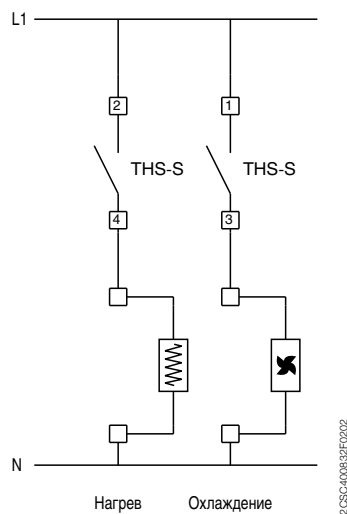 L1
2 1
THS-S THS-S
4 3
N
Нагрев Охлаждение
2CSC400832F0202